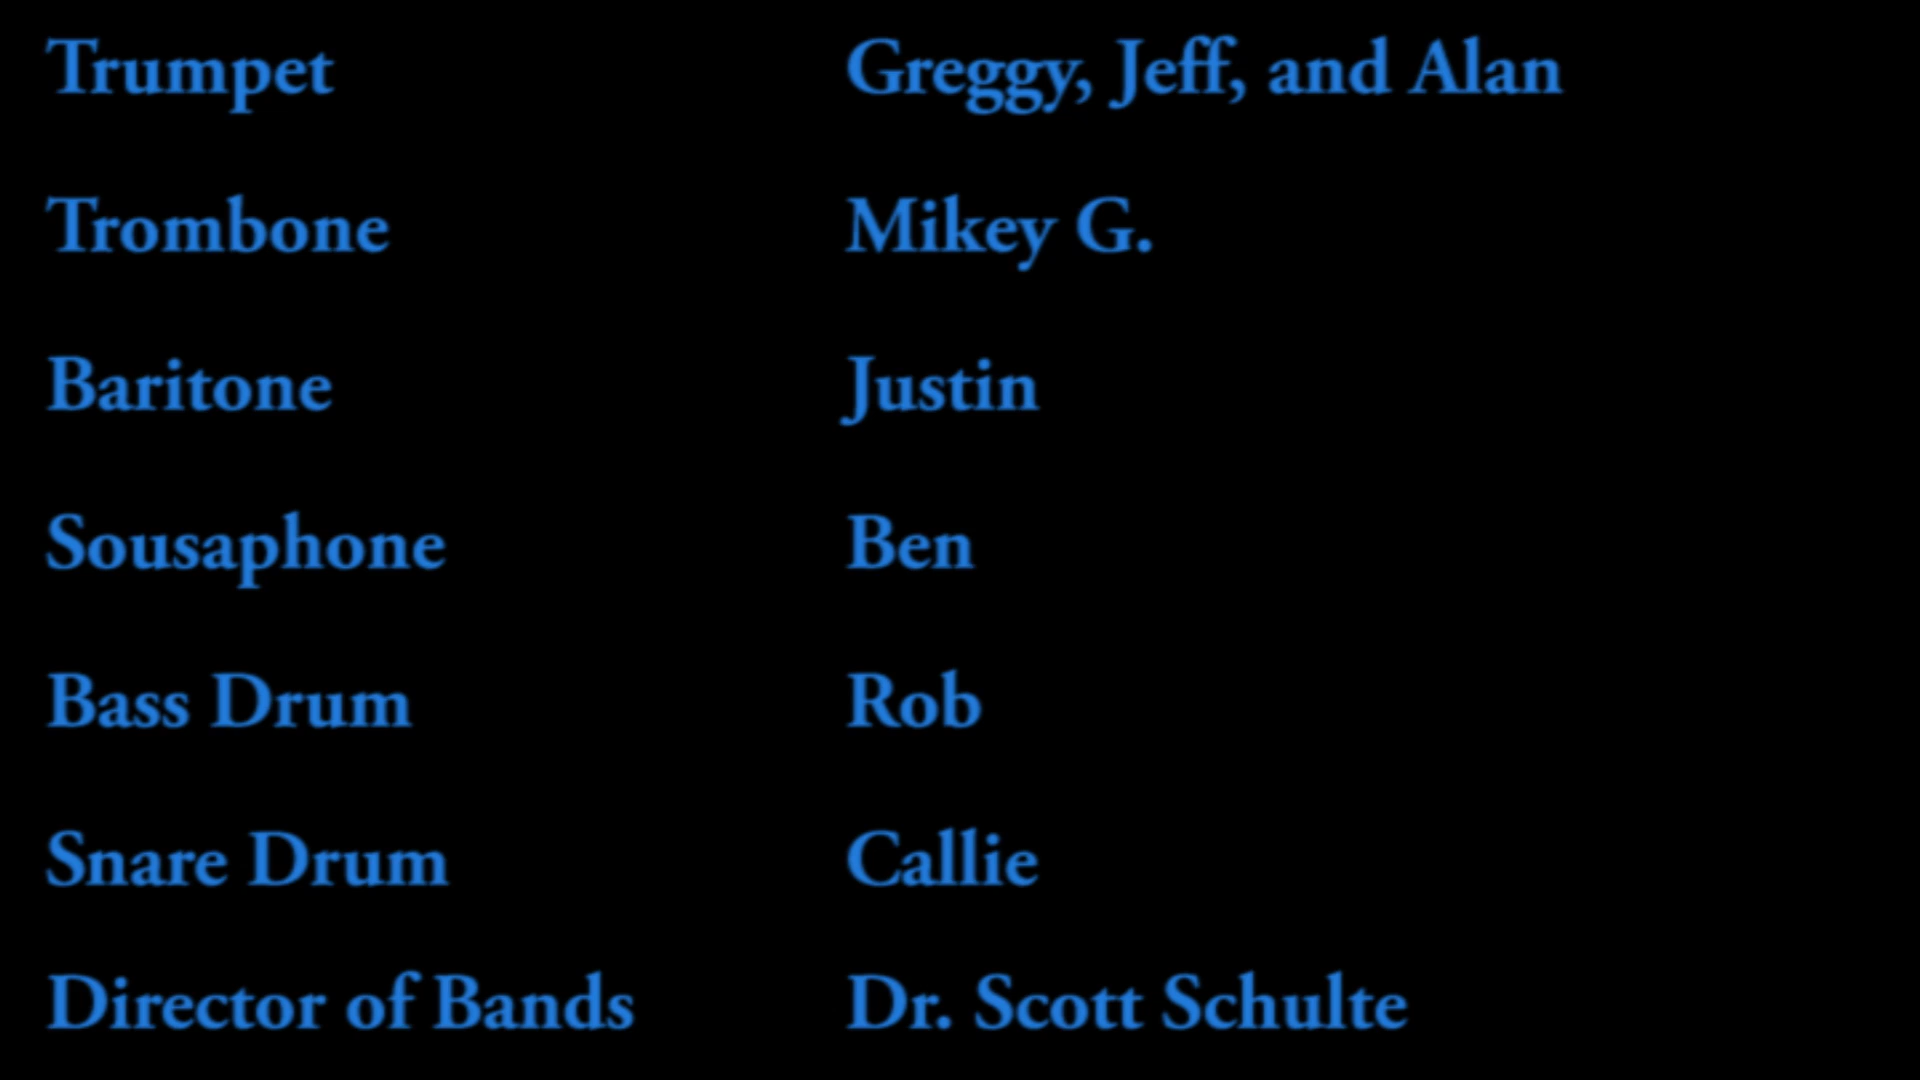 Trumpet Greggy, Jeff, and Alan
Trombone Mikey G.
Baritone Justin
Sousaphone Ben
Bass Drum Rob
Snare Drum Callie
Director of Bands Dr. Scott Schulte